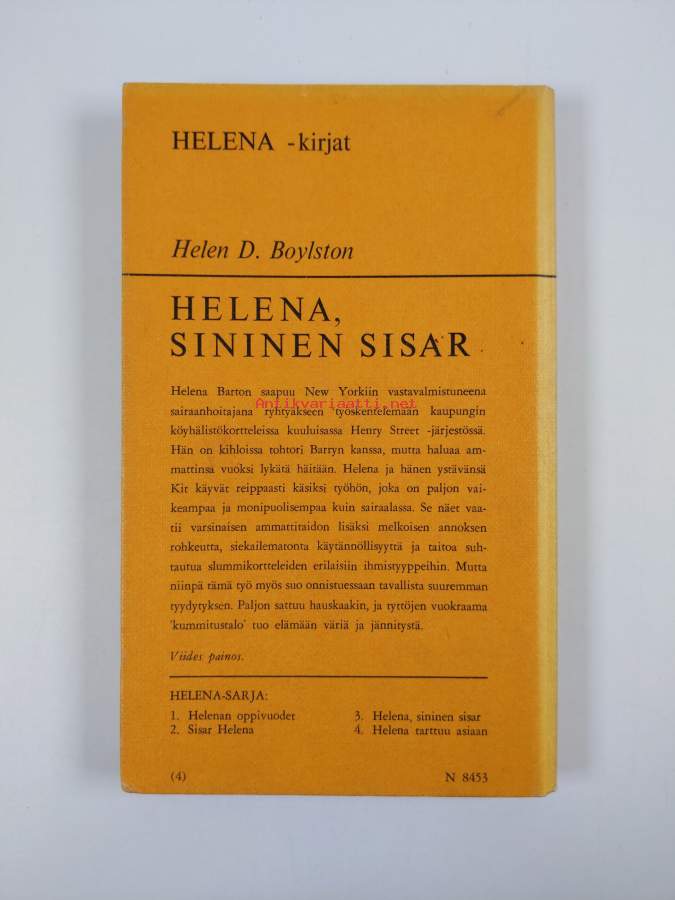 HELENA -kirjat
Helen D. Boylston
HELENA,
SININEN SISAR
Helena Barton saapuu New Yorkiin vastavalmistuneena
Antikvariaatti.net
sairaanhoitajana ryhtyäkseen työskentelemään kaupungin
köyhälistökortteleissa kuuluisassa Henry Street -järjestössä.
Hän on kihloissa tohtori Barryn kanssa, mutta haluaa am-
mattinsa vuoksi lykätä häitään. Helena ja hänen ystävänsä
Kit käyvät reippaasti käsiksi työhön, joka on paljon vai-
keampaa ja monipuolisempaa kuin sairaalassa. Se näet vaa-
tii varsinaisen ammattitaidon lisäksi melkoisen annoksen
rohkeutta, siekailematonta käytännöllisyyttä ja taitoa suh-
tautua slummikortteleiden erilaisiin ihmistyyppeihin. Mutta
niinpä tämä työ myös suo onnistuessaan tavallista suuremman
tyydytyksen. Paljon sattuu hauskaakin, ja tyttöjen vuokraama
'kummitustalo' tuo elämään väriä ja jännitystä.
Viides painos.
HELENA-SARJA:
1. Helenan oppivuodet
2. Sisar Helena
3. Helena, sininen sisar
4. Helena tarttuu asiaan
(4)
N 8453